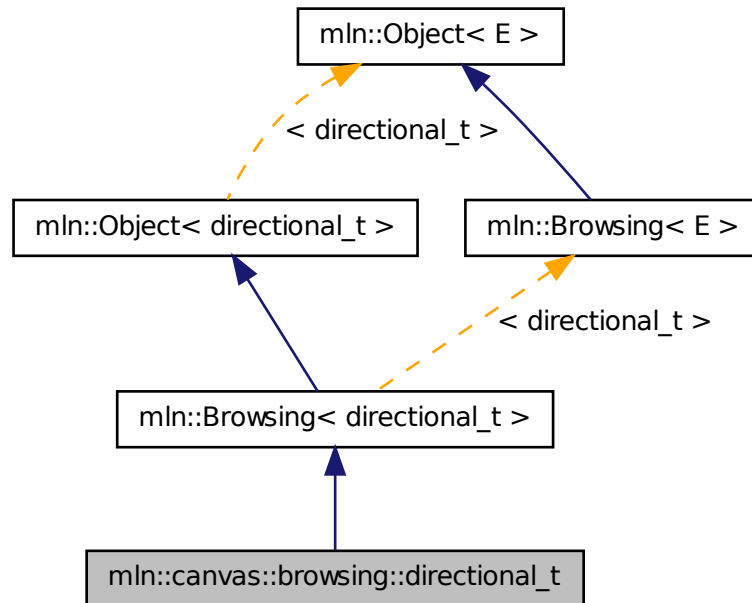 mln::Object< E >
< directional_t >
mln::Object< directional_t >
mln::Browsing< E >
< directional_t >
mln::Browsing< directional_t >
mln::canvas::browsing::directional_t